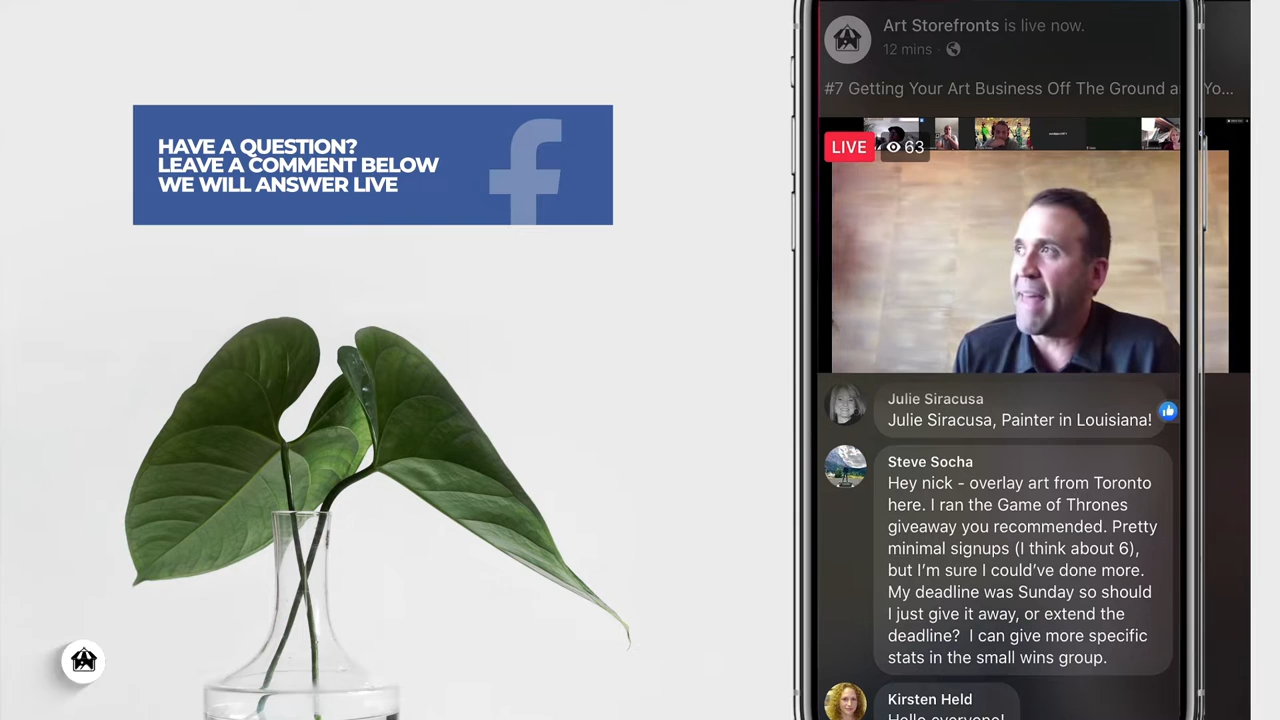 HAVE A QUESTION?
LEAVE A COMMENT BELOW
WE WILL ANSWER LIVE
Art Storefronts is live now.
12 mins ·
#7 Getting Your Art Business Off The Ground a
Yo...
LIVE
63
Julie Siracusa
Julie Siracusa, Painter in Louisiana!
Steve Socha
Hey nick - overlay art from Toronto
here. I ran the Game of Thrones
giveaway you recommended. Pretty
minimal signups (I think about 6),
but I'm sure I could've done more.
My deadline was Sunday so should
I just give it away, or extend the
deadline?  I can give more specific
stats in the small wins group.
Kirsten Held
Hello everyone!